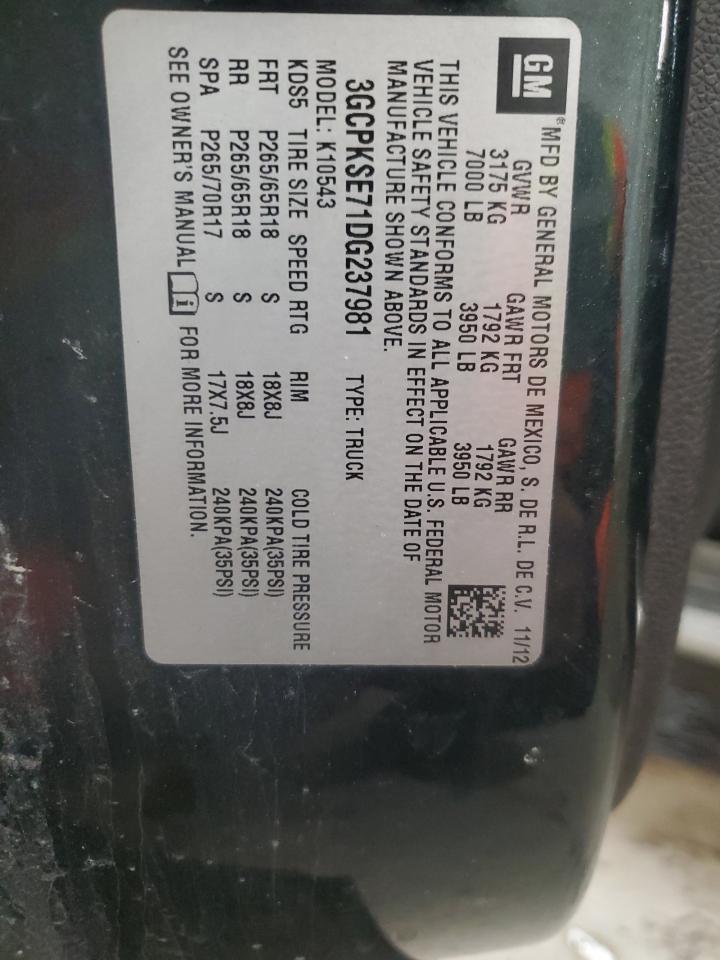 GM
® MFD BY GENERAL MOTORS DE MEXICO, S. DE R.L. DE C.V. 11/12
GVWR GAWR FRT GAWR RR
3175 KG 1792 KG 1792 KG
7000 LB 3950 LB 3950 LB
THIS VEHICLE CONFORMS TO ALL APPLICABLE U.S. FEDERAL MOTOR
VEHICLE SAFETY STANDARDS IN EFFECT ON THE DATE OF
MANUFACTURE SHOWN ABOVE.
3GCPKSE71DG237981 TYPE: TRUCK
MODEL: K10543
KDS5 TIRE SIZE SPEED RTG RIM COLD TIRE PRESSURE
FRT P265/65R18 S 18X8J 240KPA(35PSI)
RR P265/65R18 S 18X8J 240KPA(35PSI)
SPA P265/70R17 S 17X7.5J 240KPA(35PSI)
SEE OWNER'S MANUAL i FOR MORE INFORMATION.